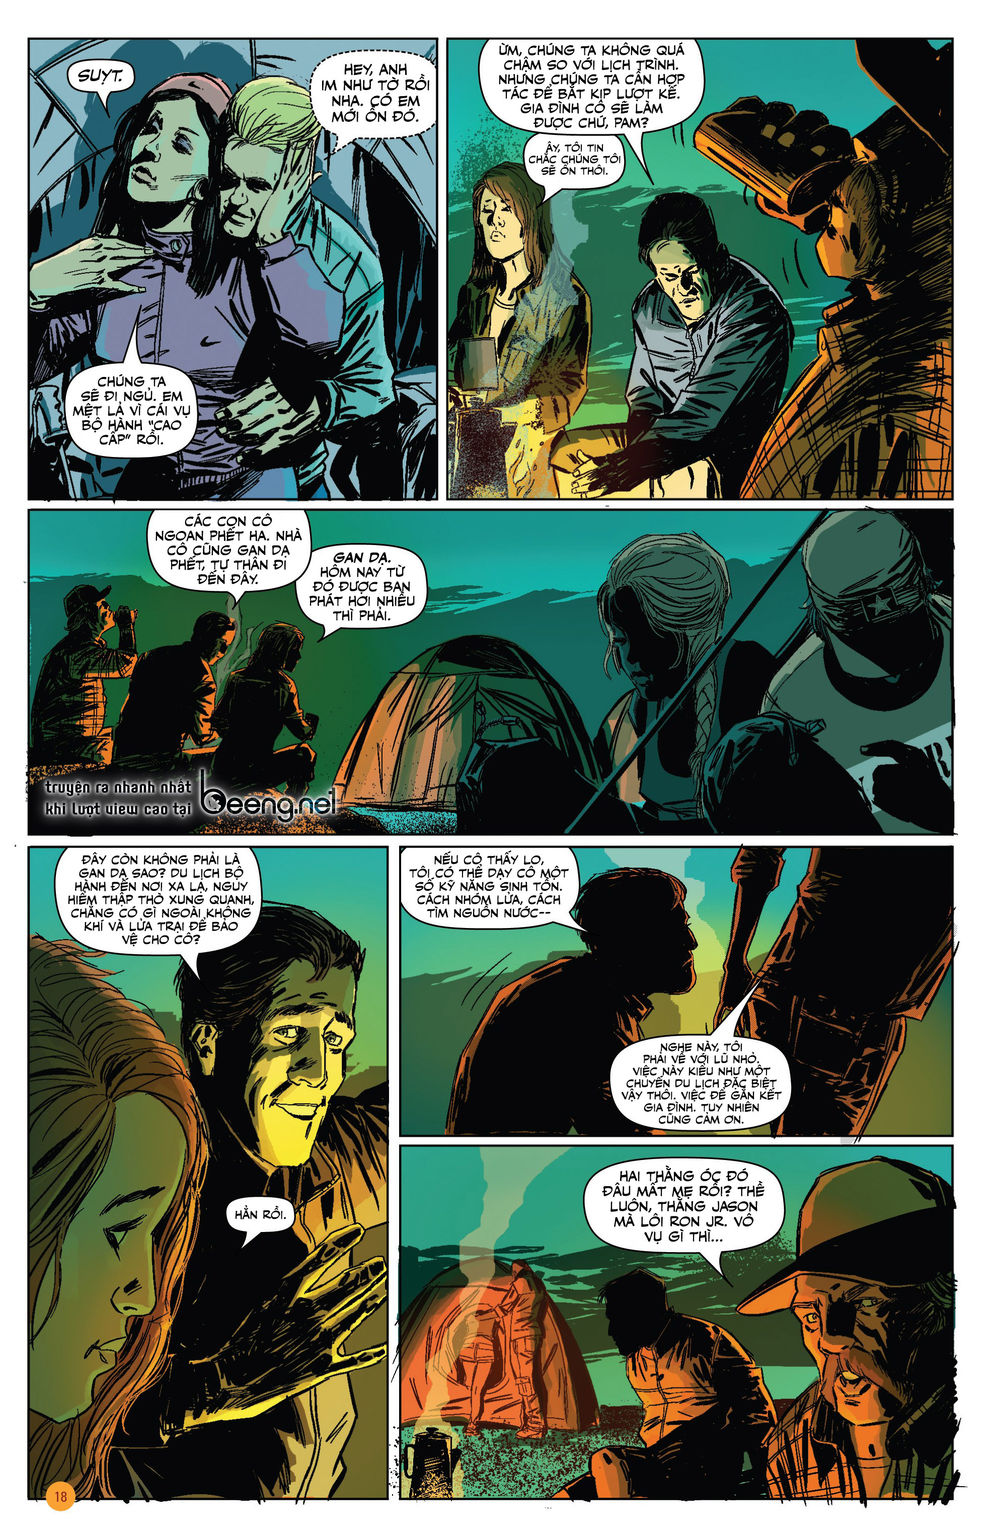 SUỴT.
HEY, ANH
IM NHƯ TỜ RỒI
NHA. CÓ EM
MỚI ỒN ĐÓ.
CHÚNG TA
SẼ ĐI NGỦ. EM
MỆT LẢ VÌ CÁI VỤ
BỘ HÀNH “CAO
CẤP” RỒI.
ỪM, CHÚNG TA KHÔNG QUÁ
CHẬM SO VỚI LỊCH TRÌNH.
NHƯNG CHÚNG TA CẦN HỢP
TÁC ĐỂ BẮT KỊP LƯỢT KẾ.
GIA ĐÌNH CÔ SẼ LÀM
ĐƯỢC CHỨ, PAM?
ẤY, TÔI TIN
CHẮC CHÚNG TÔI
SẼ ỔN THÔI.
CÁC CON CÔ
NGOAN PHẾT HA. NHÀ
CÔ CŨNG GAN DẠ
PHẾT, TỰ THÂN ĐI
ĐẾN ĐÂY.
GAN DẠ.
HÔM NAY TỪ
ĐÓ ĐƯỢC BAN
PHÁT HƠI NHIỀU
THÌ PHẢI.
truyện ra nhanh nhất
khi lượt view cao tại
beeng.net
ĐÂY CÒN KHÔNG PHẢI LÀ
GAN DẠ SAO? DU LỊCH BỘ
HÀNH ĐẾN NƠI XA LẠ, NGUY
HIỂM THẬP THÒ XUNG QUANH,
CHẲNG CÓ GÌ NGOÀI KHÔNG
KHÍ VÀ LỬA TRẠI ĐỂ BẢO
VỆ CHO CÔ?
HẲN RỒI.
NẾU CÔ THẤY LO,
TÔI CÓ THỂ DẠY CÔ MỘT
SỐ KỸ NĂNG SINH TỒN.
CÁCH NHÓM LỬA, CÁCH
TÌM NGUỒN NƯỚC--
NGHE NÀY, TÔI
PHẢI VỀ VỚI LŨ NHỎ.
VIỆC NÀY KIỂU NHƯ MỘT
CHUYẾN DU LỊCH ĐẶC BIỆT
VẬY THÔI. VIỆC ĐỂ GẮN KẾT
GIA ĐÌNH. TUY NHIÊN
CŨNG CẢM ƠN.
HAI THẰNG ÓC ĐÓ
ĐÂU MẤT MẸ RỒI? THỀ
LUÔN, THẰNG JASON
MÀ LÔI RON JR. VÔ
VỤ GÌ THÌ...
18